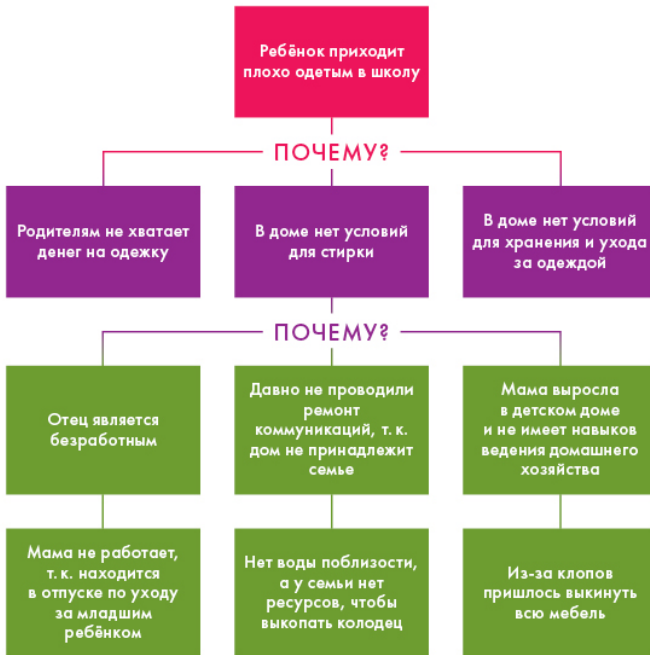 Ребёнок приходит
плохо одетым в школу
ПОЧЕМУ?
Родителям не хватает
денег на одежку
В доме нет условий
для стирки
В доме нет условий
для хранения и ухода
за одеждой
ПОЧЕМУ?
Отец является
безработным
Давно не проводили
ремонт
коммуникаций, т. к.
дом не принадлежит
семье
Мама выросла
в детском доме
и не имеет навыков
ведения домашнего
хозяйства
Мама не работает,
т. к. находится
в отпуске по уходу
за младшим
ребёнком
Нет воды поблизости,
а у семьи нет
ресурсов, чтобы
выкопать колодец
Из-за клопов
пришлось выкинуть
всю мебель